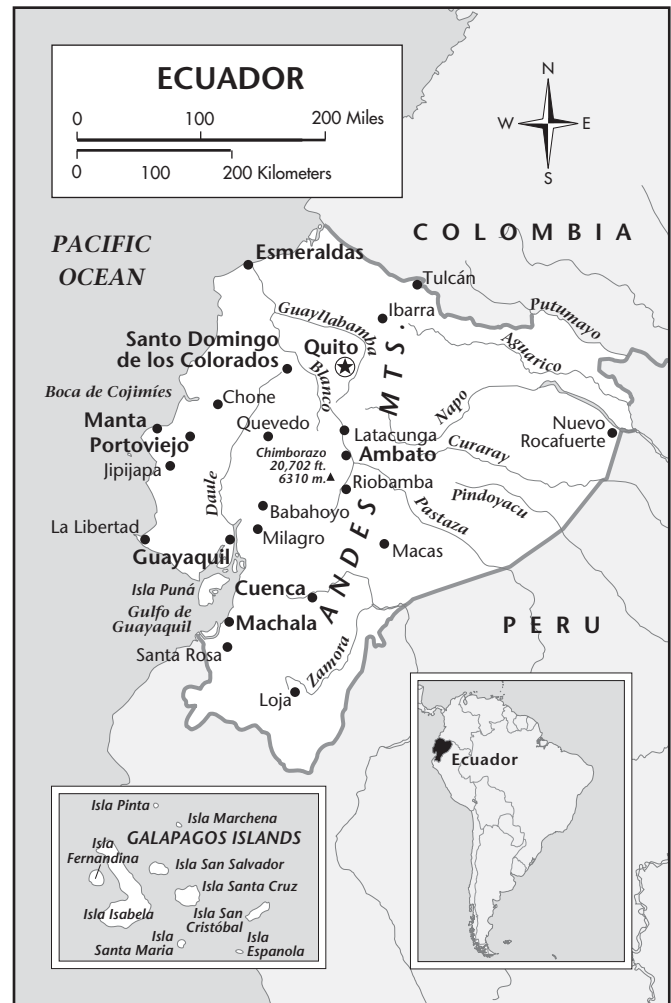 ECUADOR
0 100 200 Miles
0 100 200 Kilometers
N
W E
S
PACIFIC
OCEAN
COLOMBIA
Esmeraldas
Tulcán
Guayllabamba
Ibarra
Putumayo
Santo Domingo
de los Colorados
Quito
Aguarico
Blanco
Boca de Cojimíes
Chone
Napo
Manta
Quevedo
Latacunga
Nuevo
Rocafuerte
Portoviejo
Curaray
Chimborazo
20,702 ft.
6310 m.
Ambato
Jipijapa
Riobamba
Pindoyacu
Daule
Pastaza
Babahoyo
La Libertad
Milagro
Macas
Guayaquil
ANDES MTS.
Isla Puná
Cuenca
Gulfo de
Guayaquil
Machala
PERU
Santa Rosa
Zamora
Loja
Ecuador
Isla Pinta
Isla Marchena
GALAPAGOS ISLANDS
Isla
Fernandina
Isla San Salvador
Isla Santa Cruz
Isla Isabela
Isla San
Cristóbal
Isla
Santa Maria
Isla
Espanola